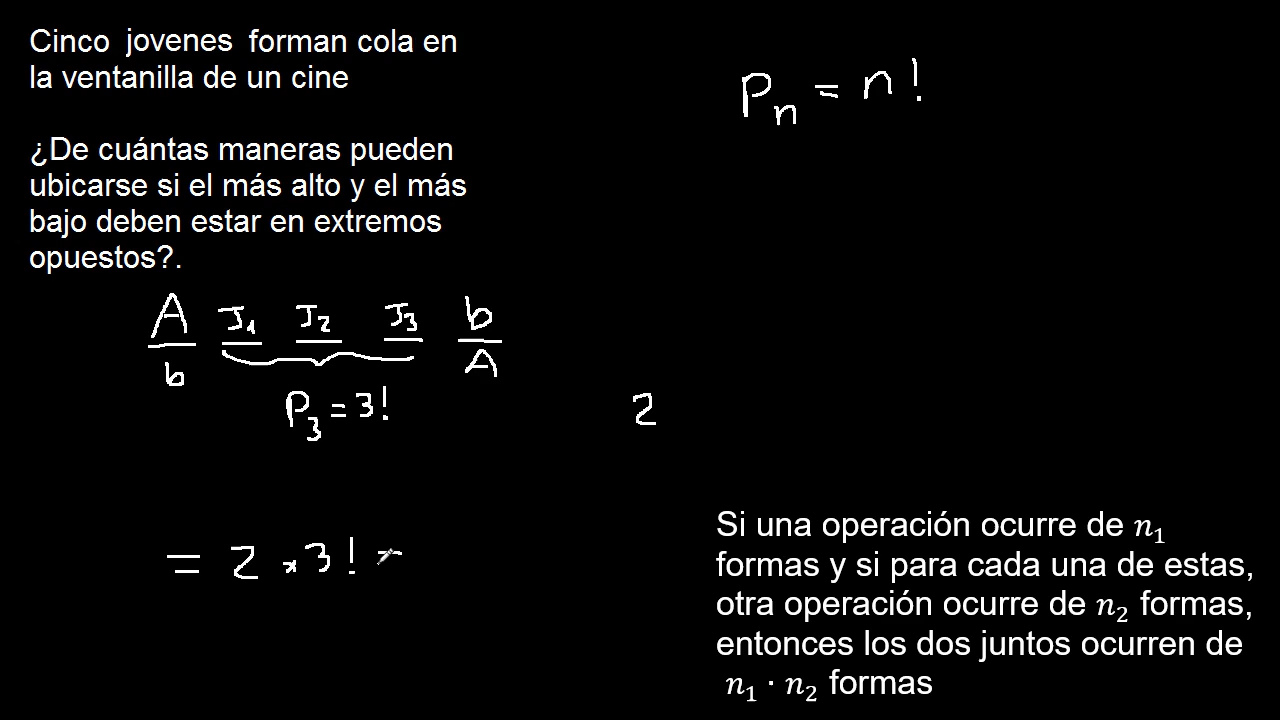 Cinco jovenes forman cola en
la ventanilla de un cine
¿De cuántas maneras pueden
ubicarse si el más alto y el más
bajo deben estar en extremos
opuestos?.
A J₁ J₂ J₃ b
b A
P₃ = 3!
2
= 2 * 3! =
Pₙ = n!
Si una operación ocurre de n₁
formas y si para cada una de estas,
otra operación ocurre de n₂ formas,
entonces los dos juntos ocurren de
n₁ · n₂ formas